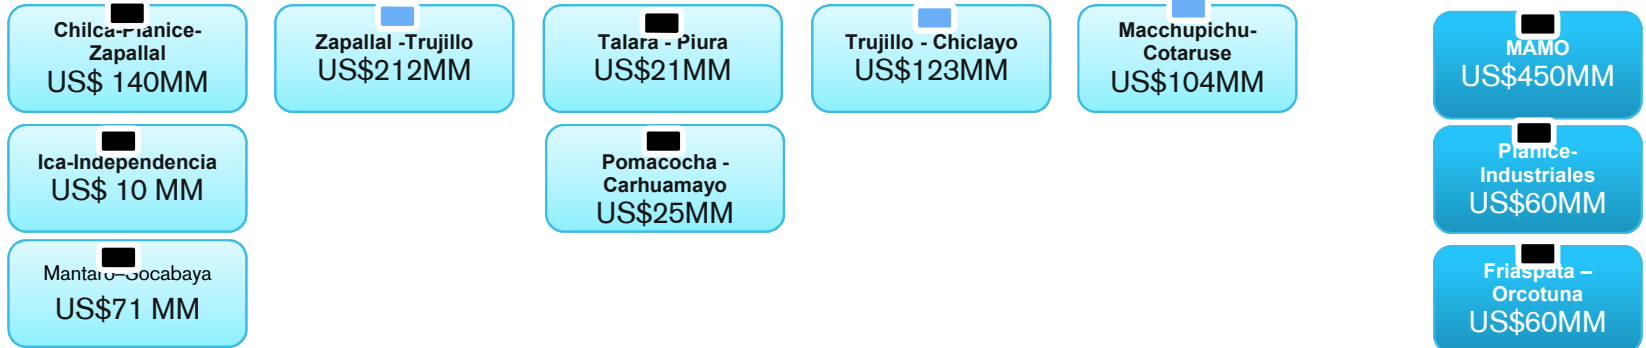 Chilca-Planice-
Zapallal
US$ 140MM
Zapallal -Trujillo
US$212MM
Talara - Piura
US$21MM
Trujillo - Chiclayo
US$123MM
Macchupichu-
Cotaruse
US$104MM
MAMO
US$450MM
Ica-Independencia
US$ 10 MM
Pomacocha -
Carhuamayo
US$25MM
Planice-
Industriales
US$60MM
Mantaro–Socabaya
US$71 MM
Friaspata –
Orcotuna
US$60MM